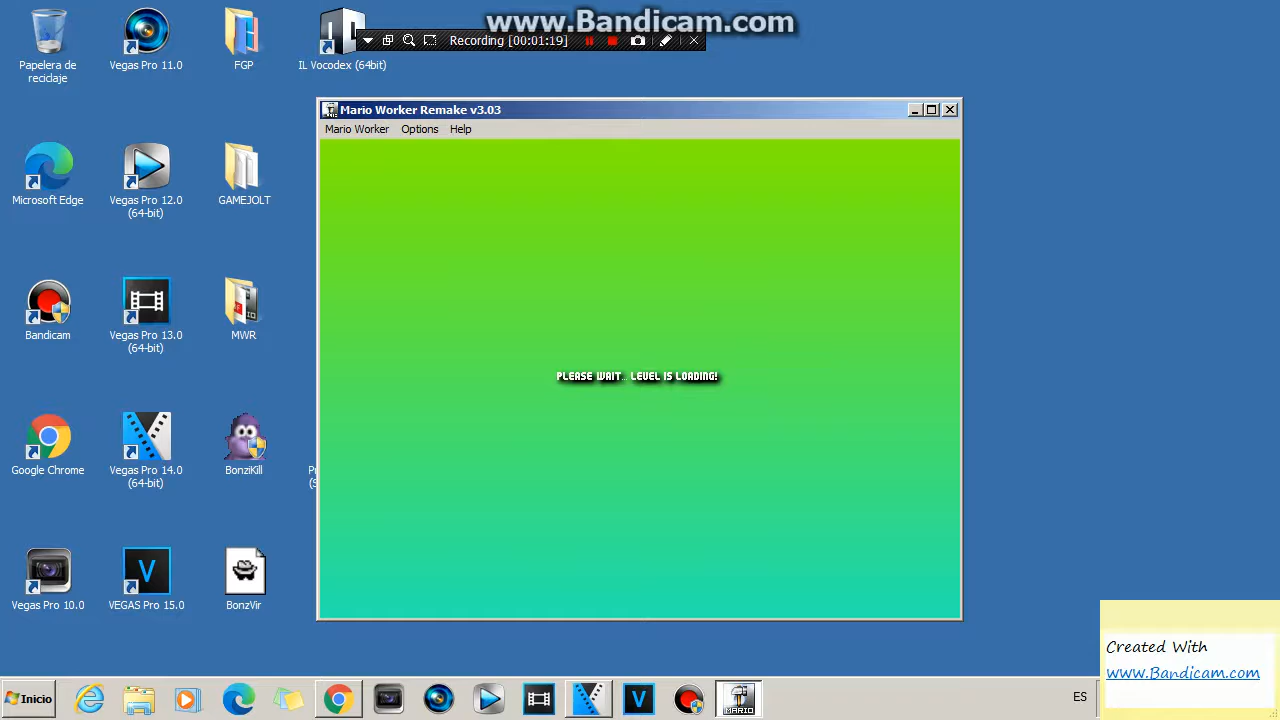 www.Bandicam.com
Recording [00:01:19]
Papelera de
reciclaje
Vegas Pro 11.0
FGP
IL Vocodex (64bit)
Mario Worker Remake v3.03
Mario Worker Options Help
PLEASE WAIT... LEVEL IS LOADING!
Microsoft Edge
Vegas Pro 12.0
(64-bit)
GAMEJOLT
Bandicam
Vegas Pro 13.0
(64-bit)
MWR
Google Chrome
Vegas Pro 14.0
(64-bit)
BonziKill
Vegas Pro 10.0
VEGAS Pro 15.0
BonzVir
Created With
www.Bandicam.com
Inicio
MARIO
ES